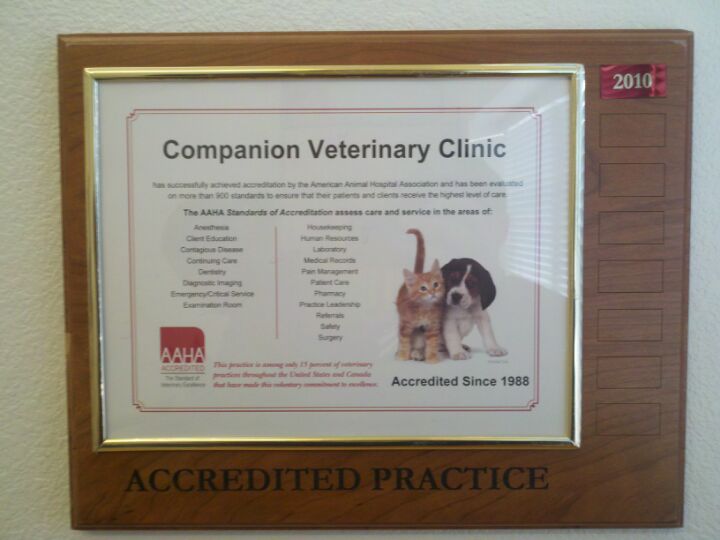 2010
Companion Veterinary Clinic
has successfully achieved accreditation by the American Animal Hospital Association and has been evaluated
on more than 900 standards to ensure that their patients and clients receive the highest level of care.
The AAHA Standards of Accreditation assess care and service in the areas of:
Anesthesia
Client Education
Contagious Disease
Continuing Care
Dentistry
Diagnostic Imaging
Emergency/Critical Service
Examination Room
Housekeeping
Human Resources
Laboratory
Medical Records
Pain Management
Patient Care
Pharmacy
Practice Leadership
Referrals
Safety
Surgery
AAHA
ACCREDITED
The Standard of
Veterinary Excellence
This practice is among only 15 percent of veterinary
practices throughout the United States and Canada
that have made this voluntary commitment to excellence.
Accredited Since 1988
ACCREDITED PRACTICE